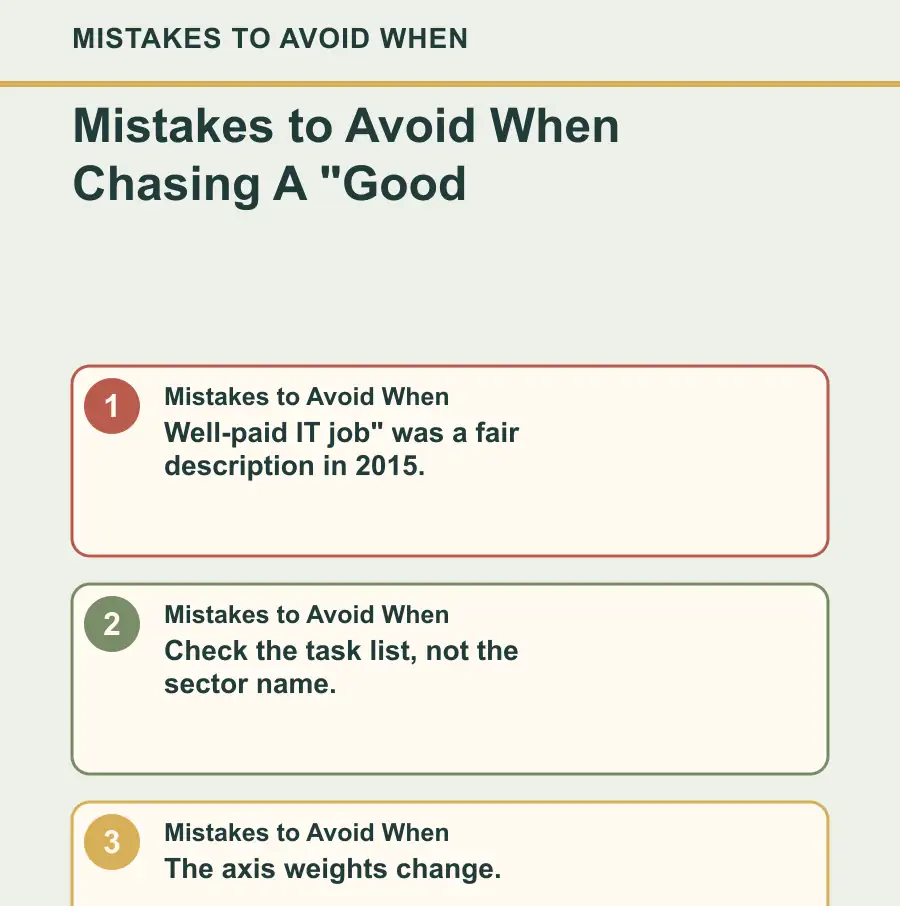 MISTAKES TO AVOID WHEN
Mistakes to Avoid When
Chasing A "Good
1
Mistakes to Avoid When
Well-paid IT job" was a fair
description in 2015.
2
Mistakes to Avoid When
Check the task list, not the
sector name.
3
Mistakes to Avoid When
The axis weights change.